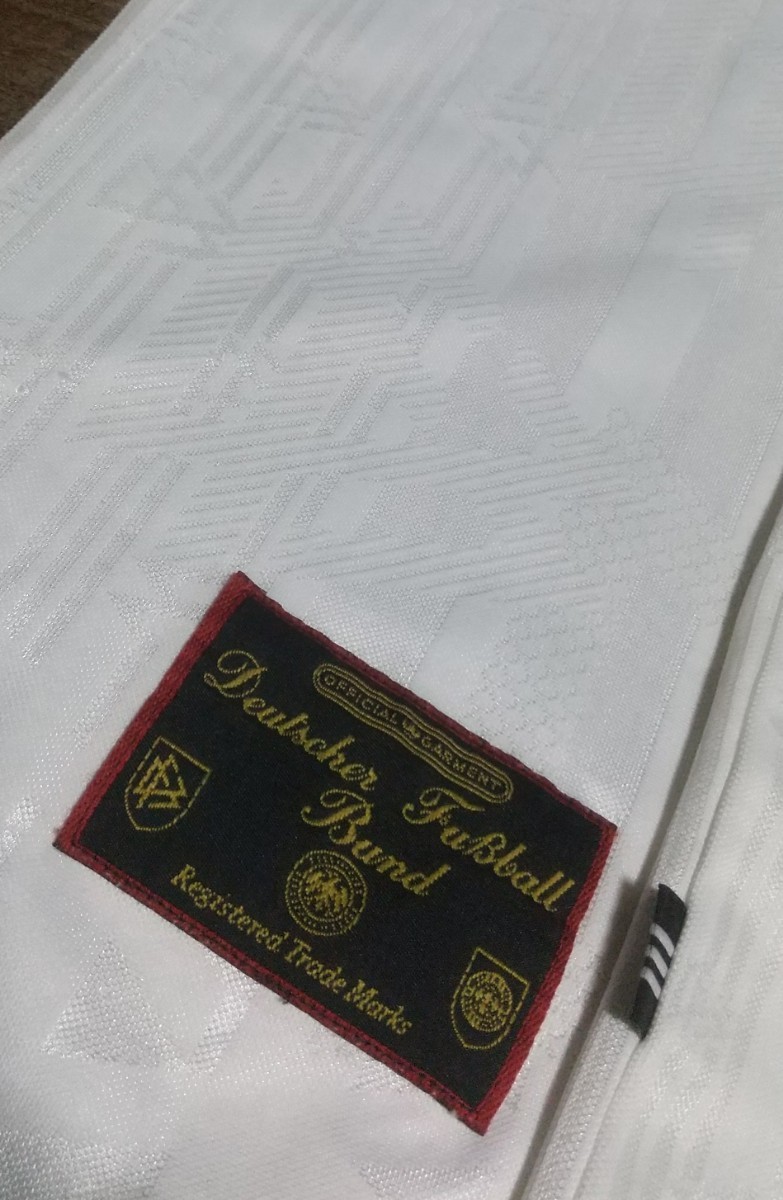 OFFICIAL GARMENT
Deutscher Fußball
Bund
Registered Trade Marks